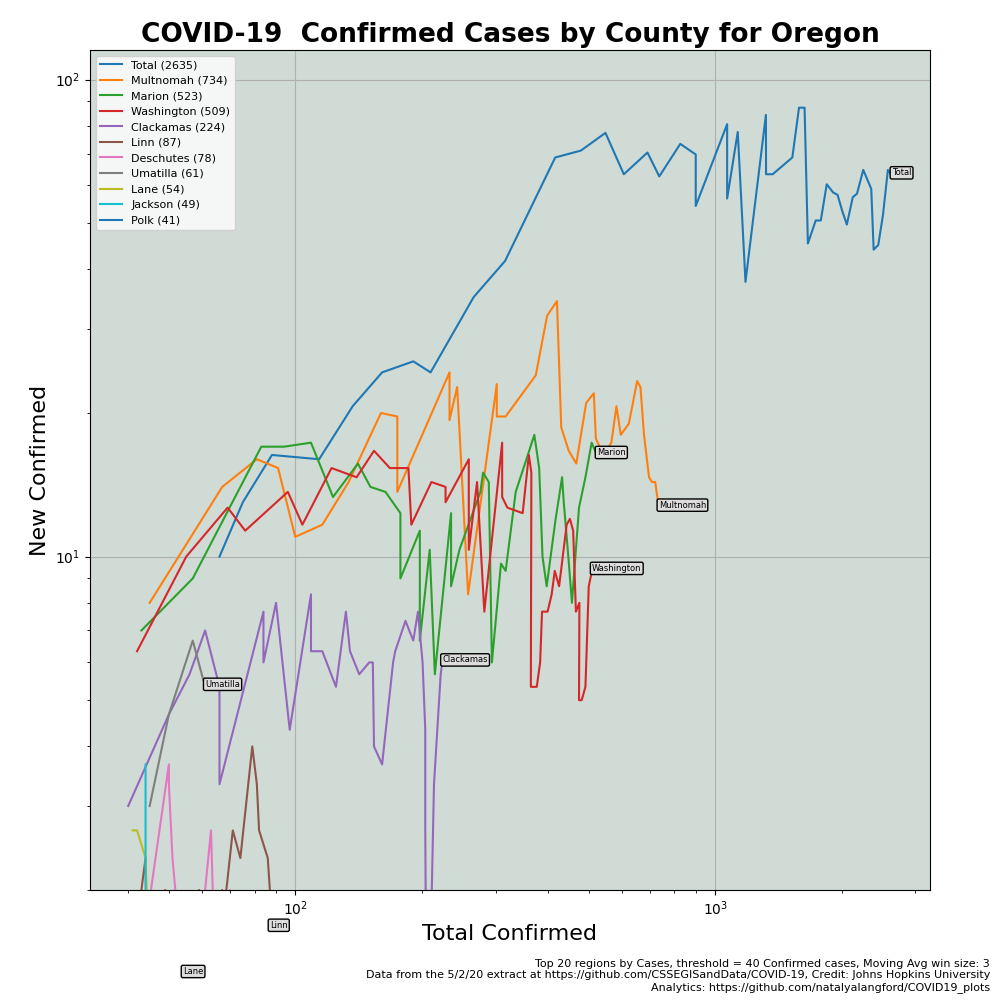 COVID-19  Confirmed Cases by County for Oregon
Total (2635)
Multnomah (734)
Marion (523)
Washington (509)
Clackamas (224)
Linn (87)
Deschutes (78)
Umatilla (61)
Lane (54)
Jackson (49)
Polk (41)
10²
10¹
New Confirmed
Total
Marion
Multnomah
Washington
Clackamas
Umatilla
10²
10³
Linn
Total Confirmed
Lane
Top 20 regions by Cases, threshold = 40 Confirmed cases, Moving Avg win size: 3
Data from the 5/2/20 extract at https://github.com/CSSEGISandData/COVID-19, Credit: Johns Hopkins University
Analytics: https://github.com/natalyalangford/COVID19_plots